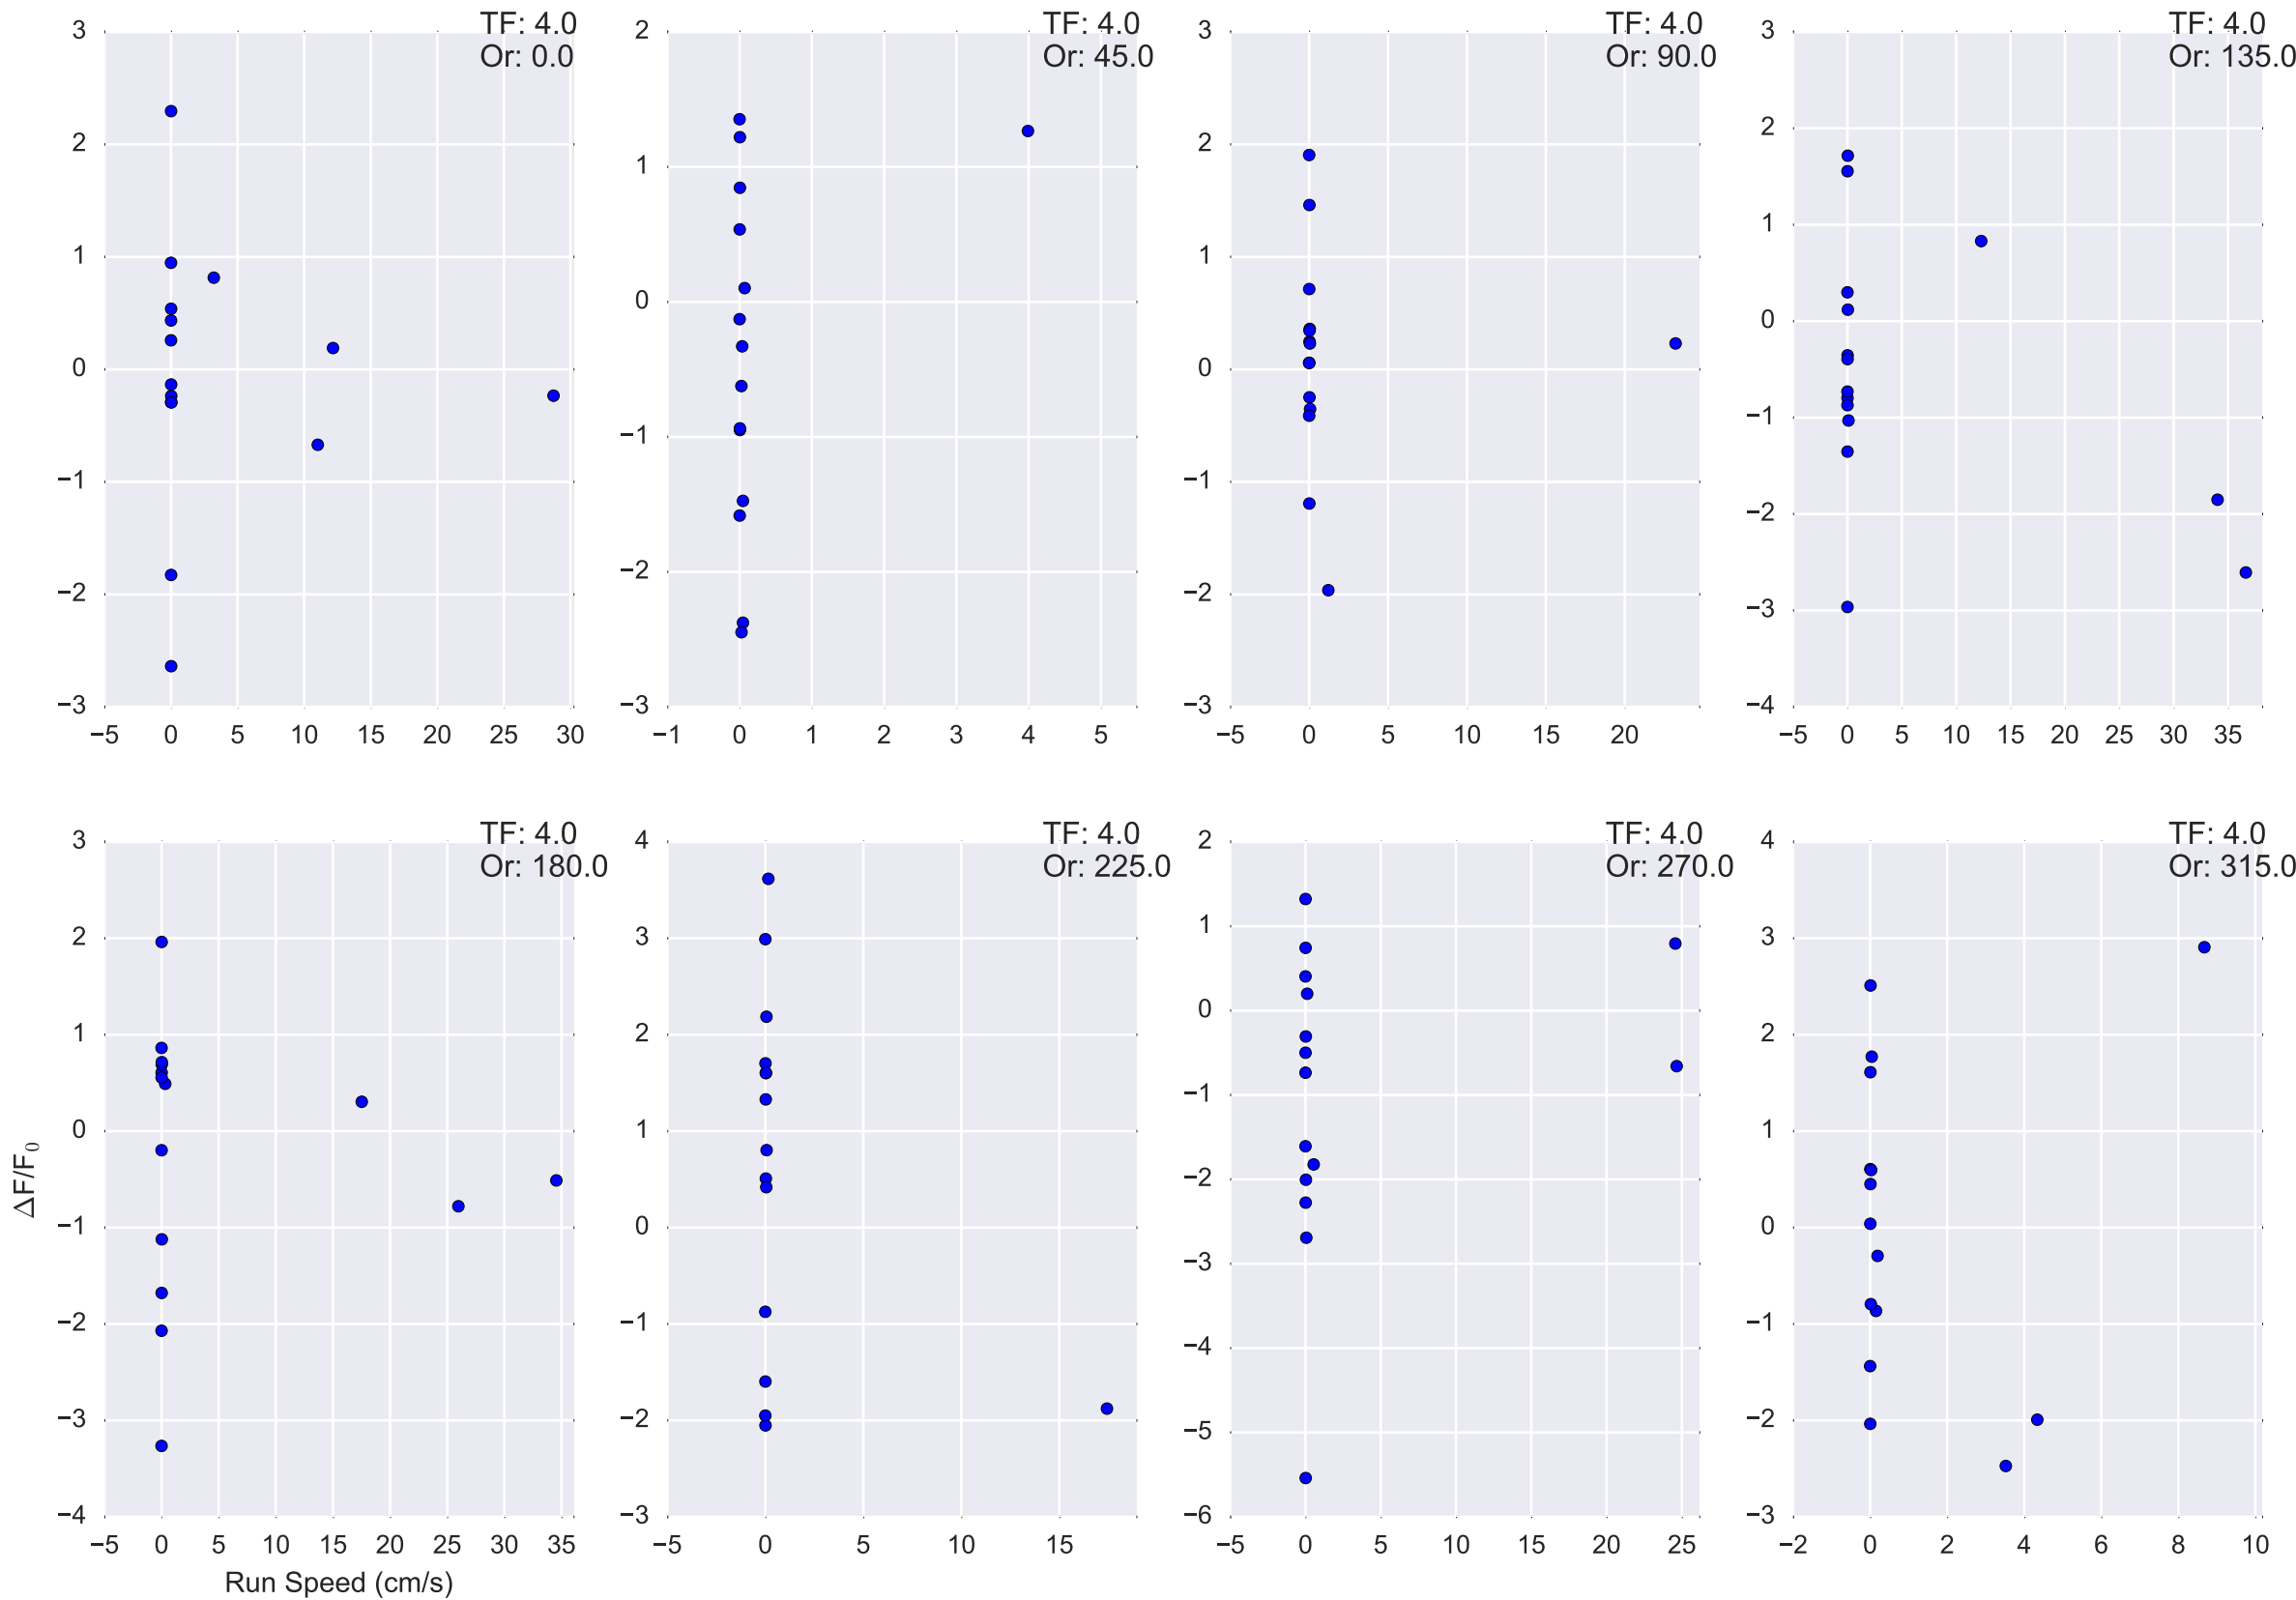 TF: 4.0
Or: 0.0
3
2
1
0
−1
−2
−3
−5 0 5 10 15 20 25 30
TF: 4.0
Or: 45.0
2
1
0
−1
−2
−3
−1 0 1 2 3 4 5
TF: 4.0
Or: 90.0
3
2
1
0
−1
−2
−3
−5 0 5 10 15 20
TF: 4.0
Or: 135.0
3
2
1
0
−1
−2
−3
−4
−5 0 5 10 15 20 25 30 35
TF: 4.0
Or: 180.0
3
2
1
0
−1
−2
−3
−4
ΔF/F₀
−5 0 5 10 15 20 25 30 35
Run Speed (cm/s)
TF: 4.0
Or: 225.0
4
3
2
1
0
−1
−2
−3
−5 0 5 10 15
TF: 4.0
Or: 270.0
2
1
0
−1
−2
−3
−4
−5
−6
−5 0 5 10 15 20 25
TF: 4.0
Or: 315.0
4
3
2
1
0
−1
−2
−3
−2 0 2 4 6 8 10